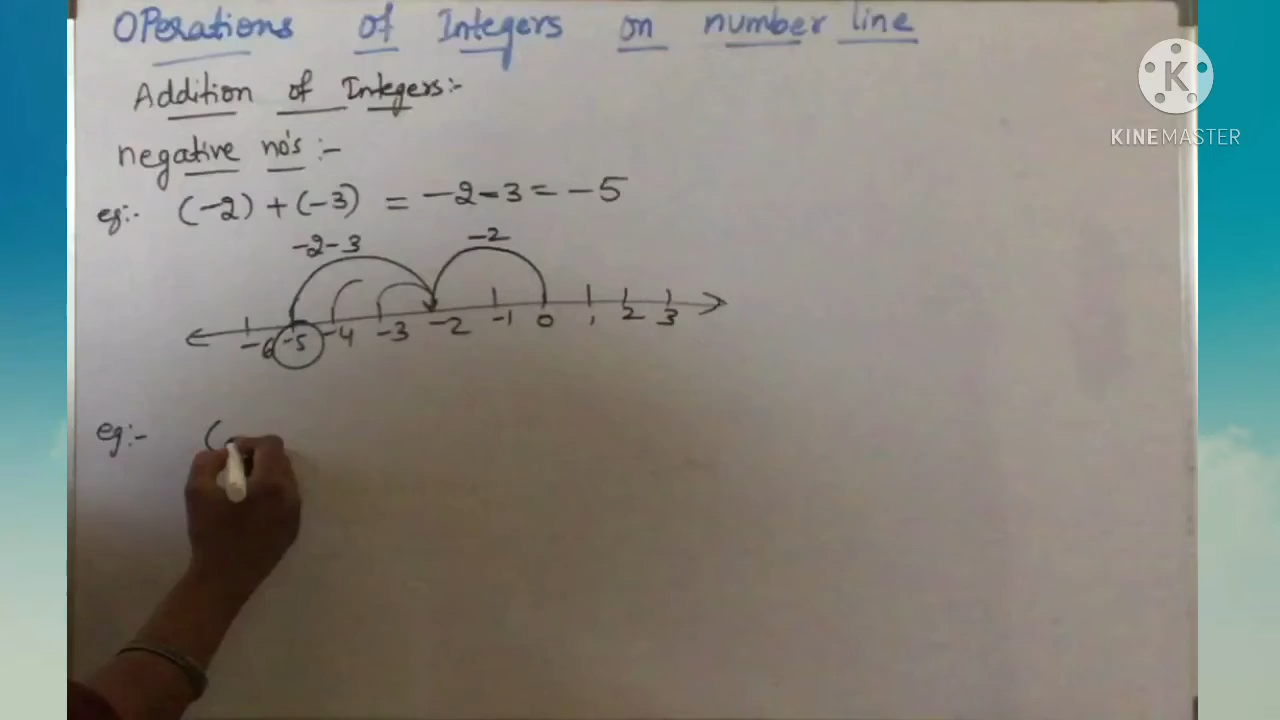 OPerations of Integers on number line
Addition of Integers:-
negative no's :-
eg:- (-2) + (-3) = -2-3 = -5
-2-3 -2
-6 -5 -4 -3 -2 -1 0 1 2 3
eg:- (-
KINEMASTER